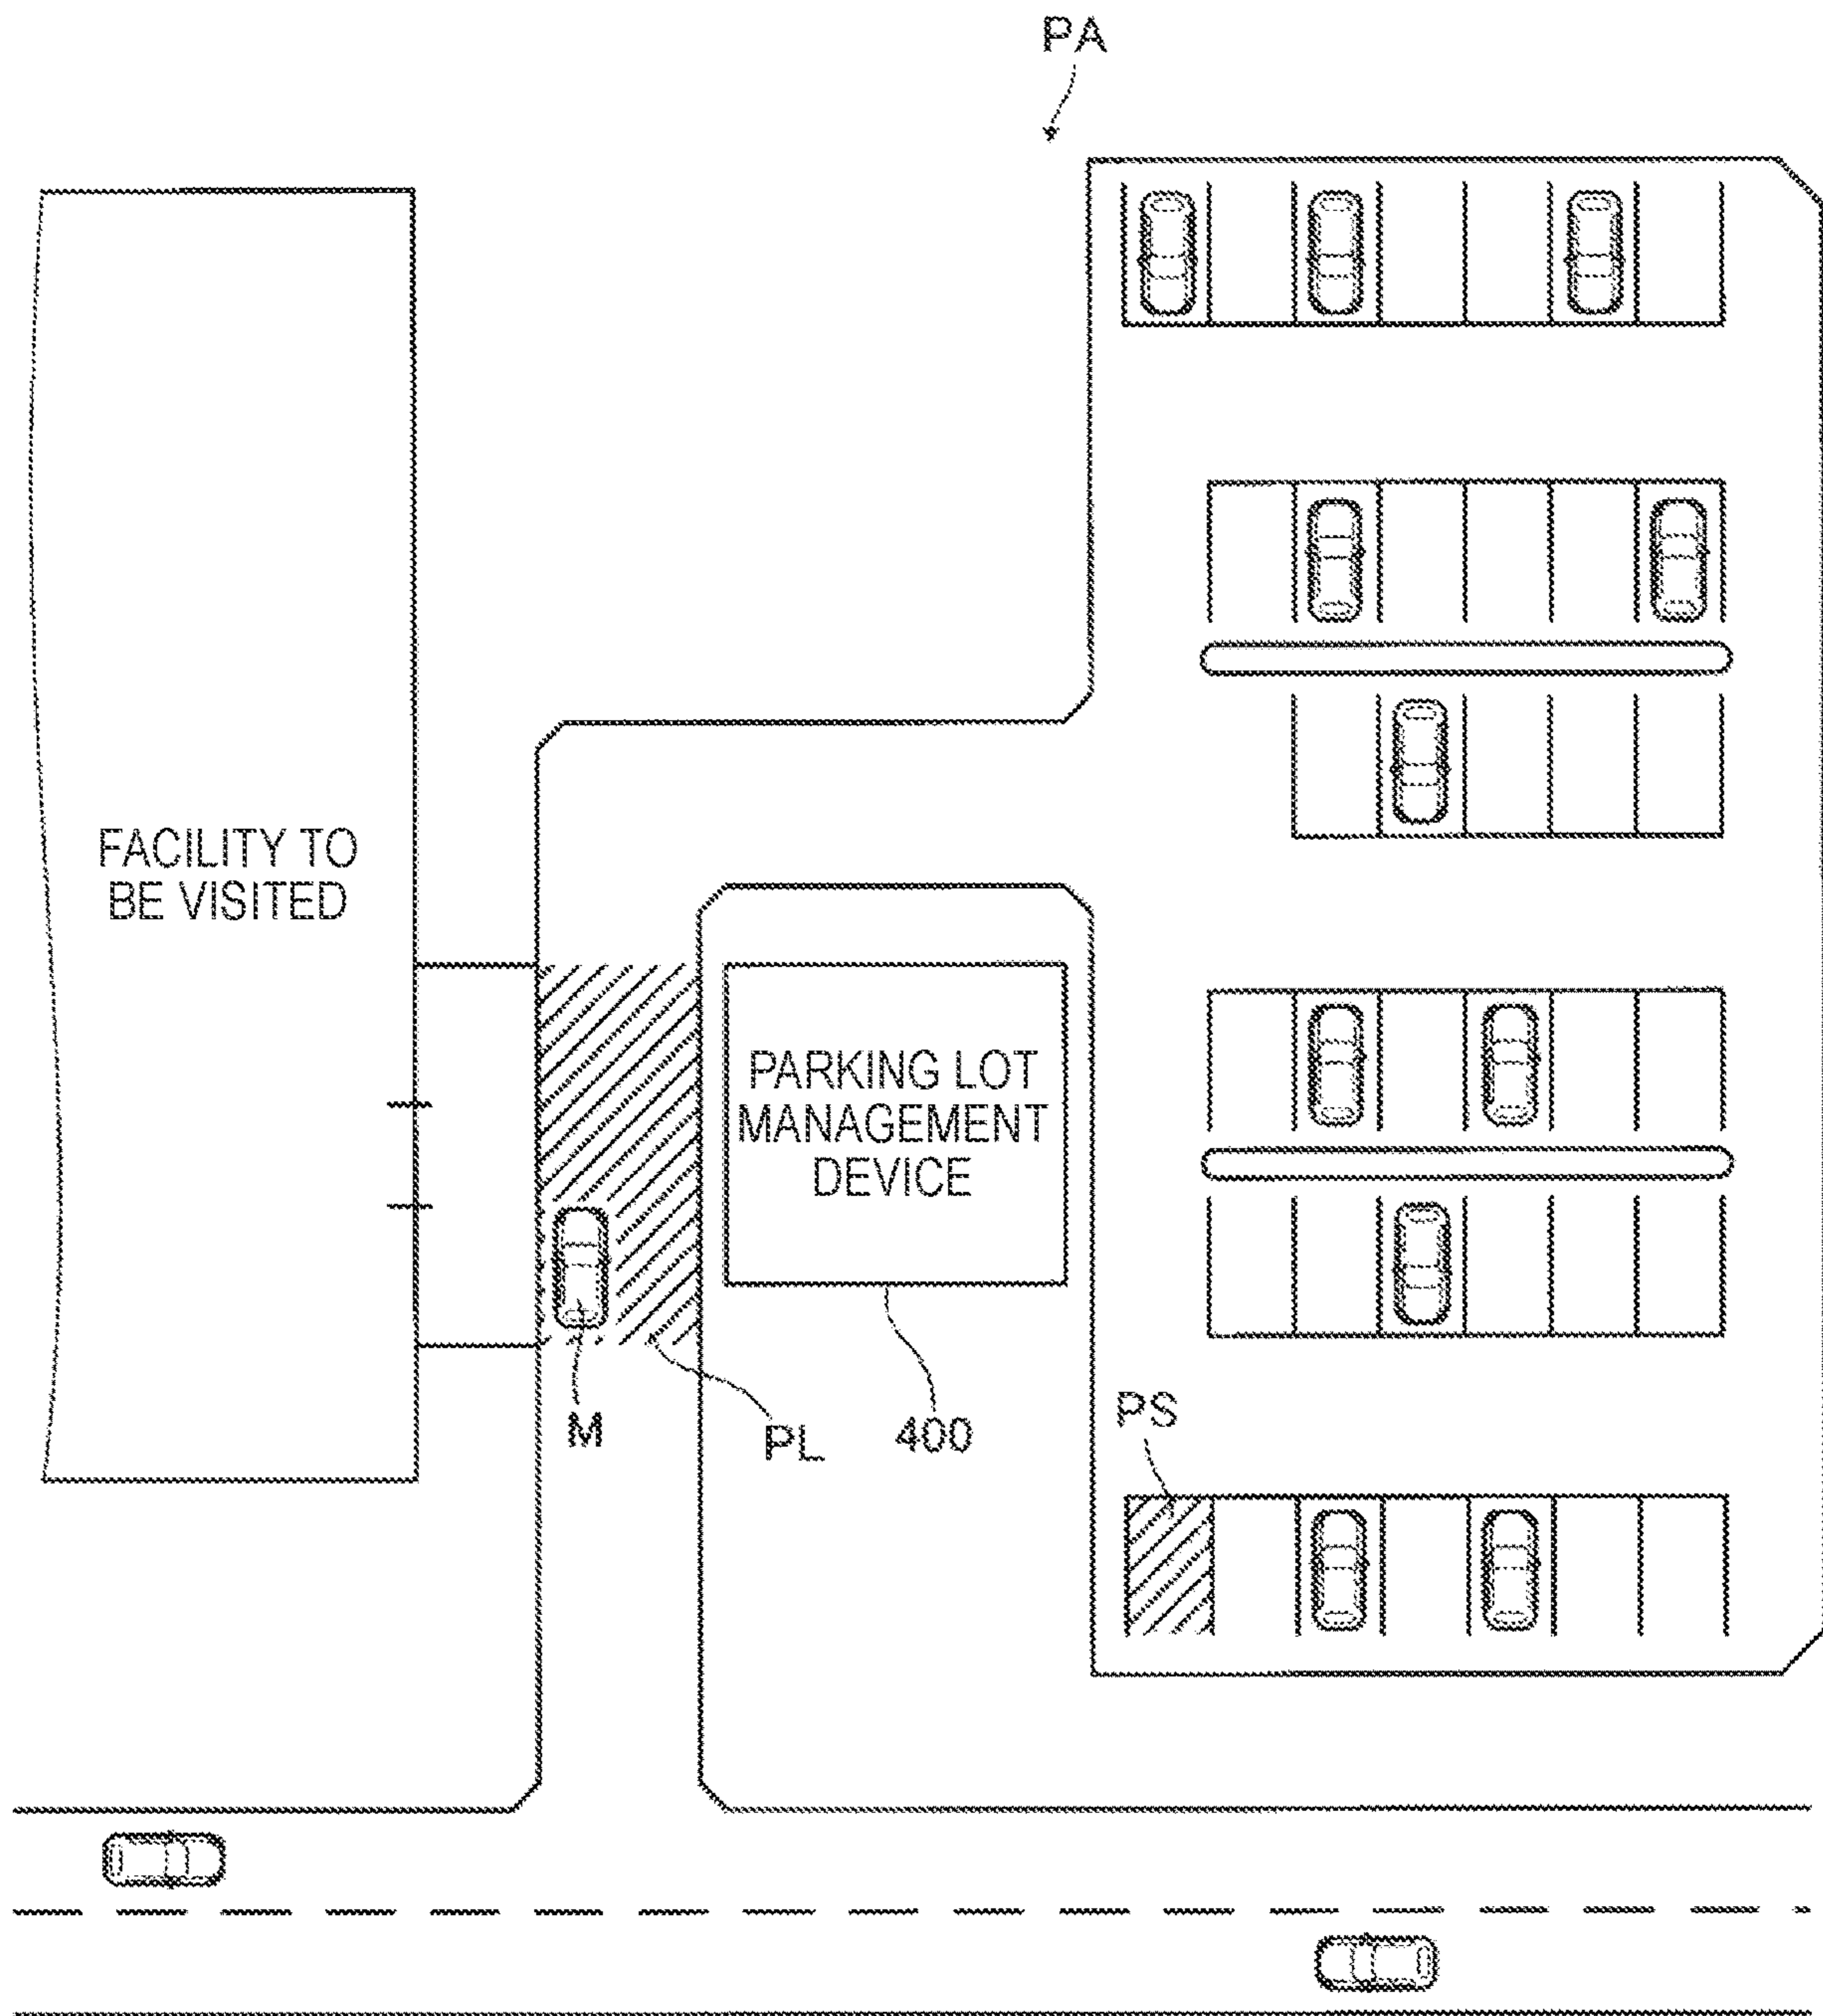 PA
FACILITY TO
BE VISITED
PARKING LOT
MANAGEMENT
DEVICE
M
PL
400
PS